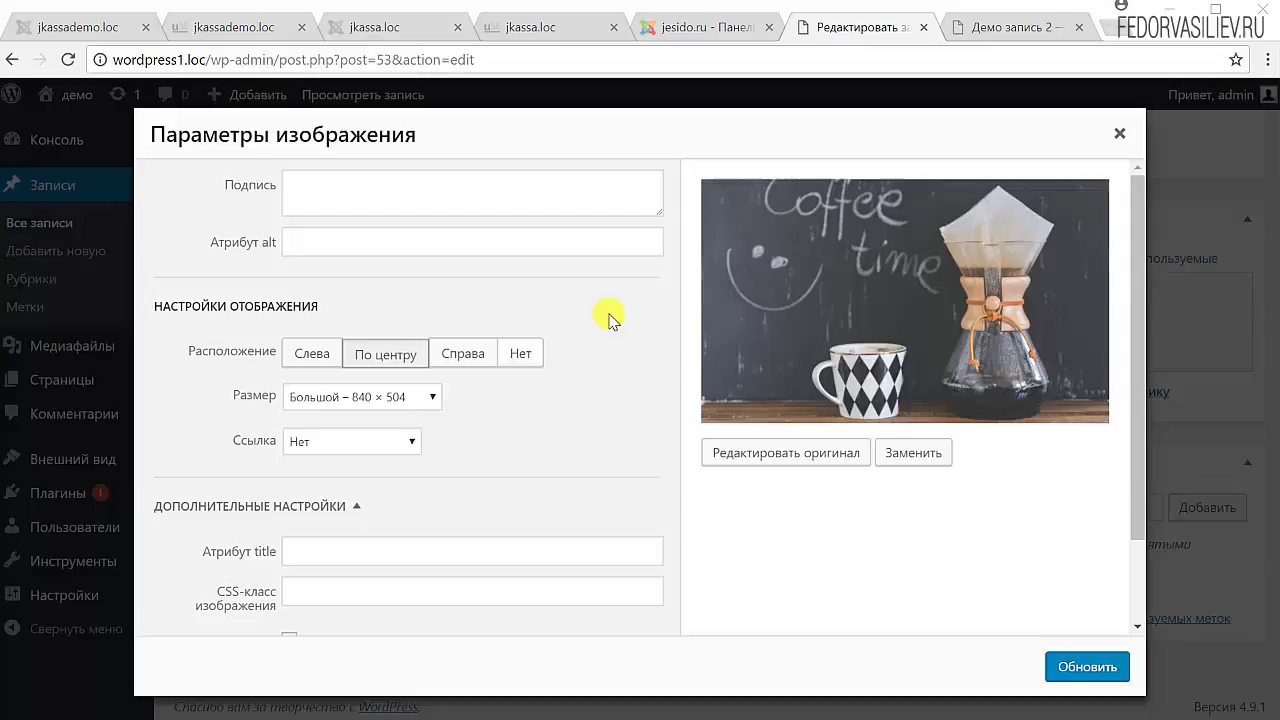 jkassademo.loc
jkassademo.loc
jkassa.loc
jkassa.loc
jesido.ru - Панел
Редактировать за
Демо запись 2 —
FEDORVASILIEV.RU
wordpress1.loc/wp-admin/post.php?post=53&action=edit
демо
1
0
Добавить
Просмотреть запись
Привет, admin
Консоль
Записи
Все записи
Добавить новую
Рубрики
Метки
Медиафайлы
Страницы
Комментарии
Внешний вид
Плагины 1
Пользователи
Инструменты
Настройки
Свернуть меню
Параметры изображения
Подпись
Атрибут alt
НАСТРОЙКИ ОТОБРАЖЕНИЯ
Расположение
Слева
По центру
Справа
Нет
Размер
Большой – 840 × 504
Ссылка
Нет
ДОПОЛНИТЕЛЬНЫЕ НАСТРОЙКИ
Атрибут title
CSS-класс
изображения
Coffee
time
Редактировать оригинал
Заменить
Обновить
пользуемые
рику
Добавить
ятыми
зуемых меток
Спасибо вам за творчество с WordPress.
Версия 4.9.1